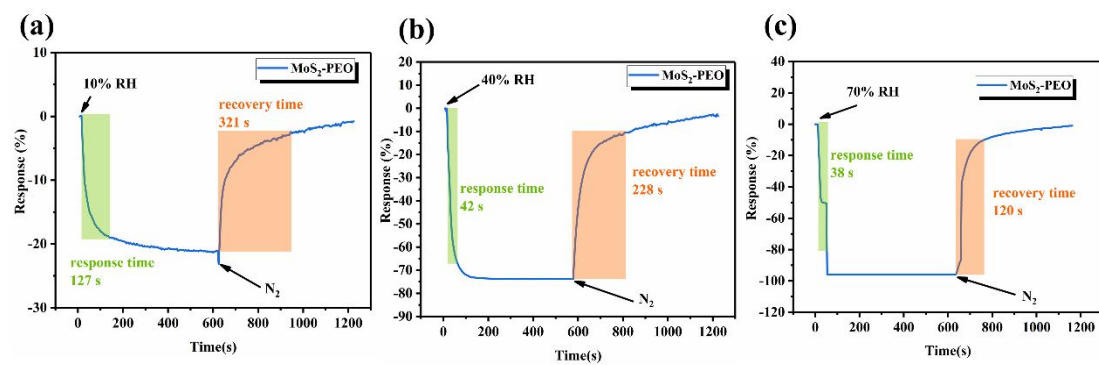 (a)
10
0
-10
-20
-30
Response (%)
0 200 400 600 800 1000 1200
Time(s)
MoS2-PEO
10% RH
recovery time
321 s
response time
127 s
N2
(b)
20
10
0
-10
-20
-30
-40
-50
-60
-70
-80
-90
Response (%)
0 200 400 600 800 1000 1200
Time(s)
MoS2-PEO
40% RH
response time
42 s
recovery time
228 s
N2
(c)
40
20
0
-20
-40
-60
-80
-100
-120
Response (%)
0 200 400 600 800 1000 1200
Time(s)
MoS2-PEO
70% RH
response time
38 s
recovery time
120 s
N2